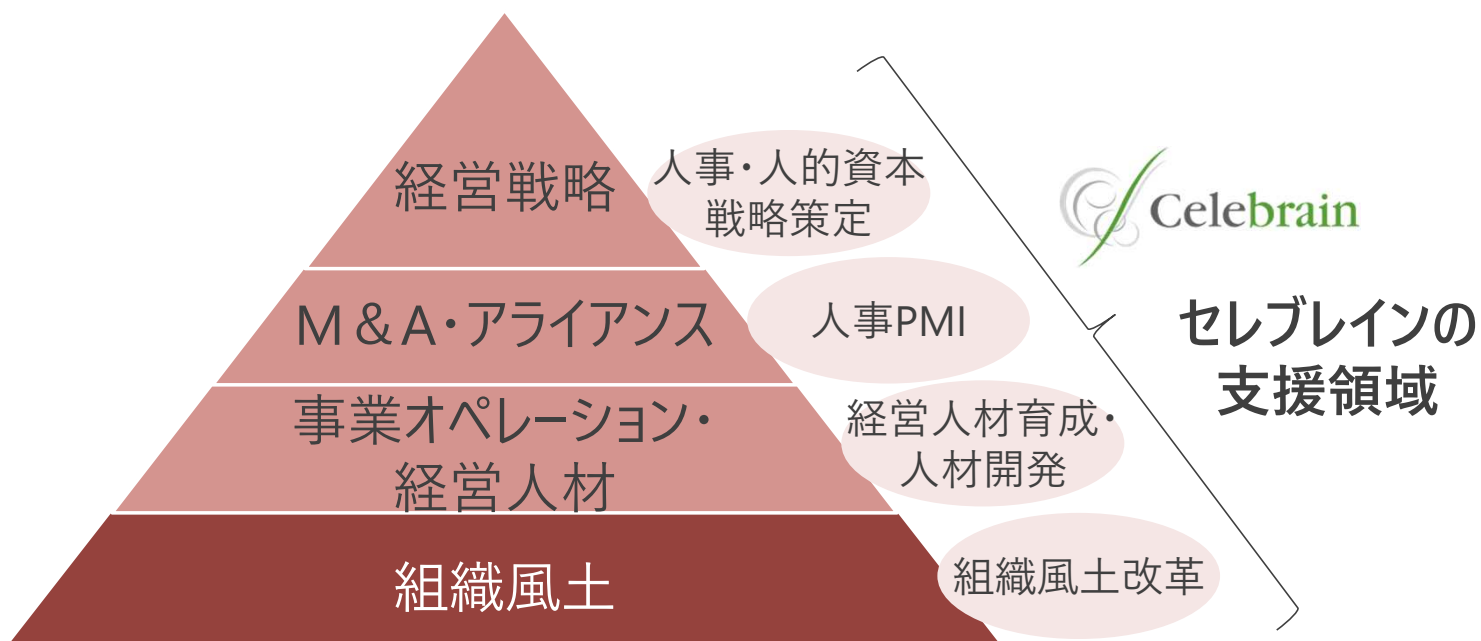 経営戦略
人事・人的資本
戦略策定
Celebrain
M&A・アライアンス
人事PMI
セレブレインの
支援領域
事業オペレーション・
経営人材
経営人材育成・
人材開発
組織風土
組織風土改革